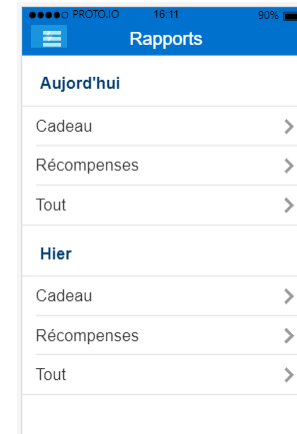 PROTO.IO 16:11 90%
Rapports
Aujord'hui
Cadeau
Récompenses
Tout
Hier
Cadeau
Récompenses
Tout